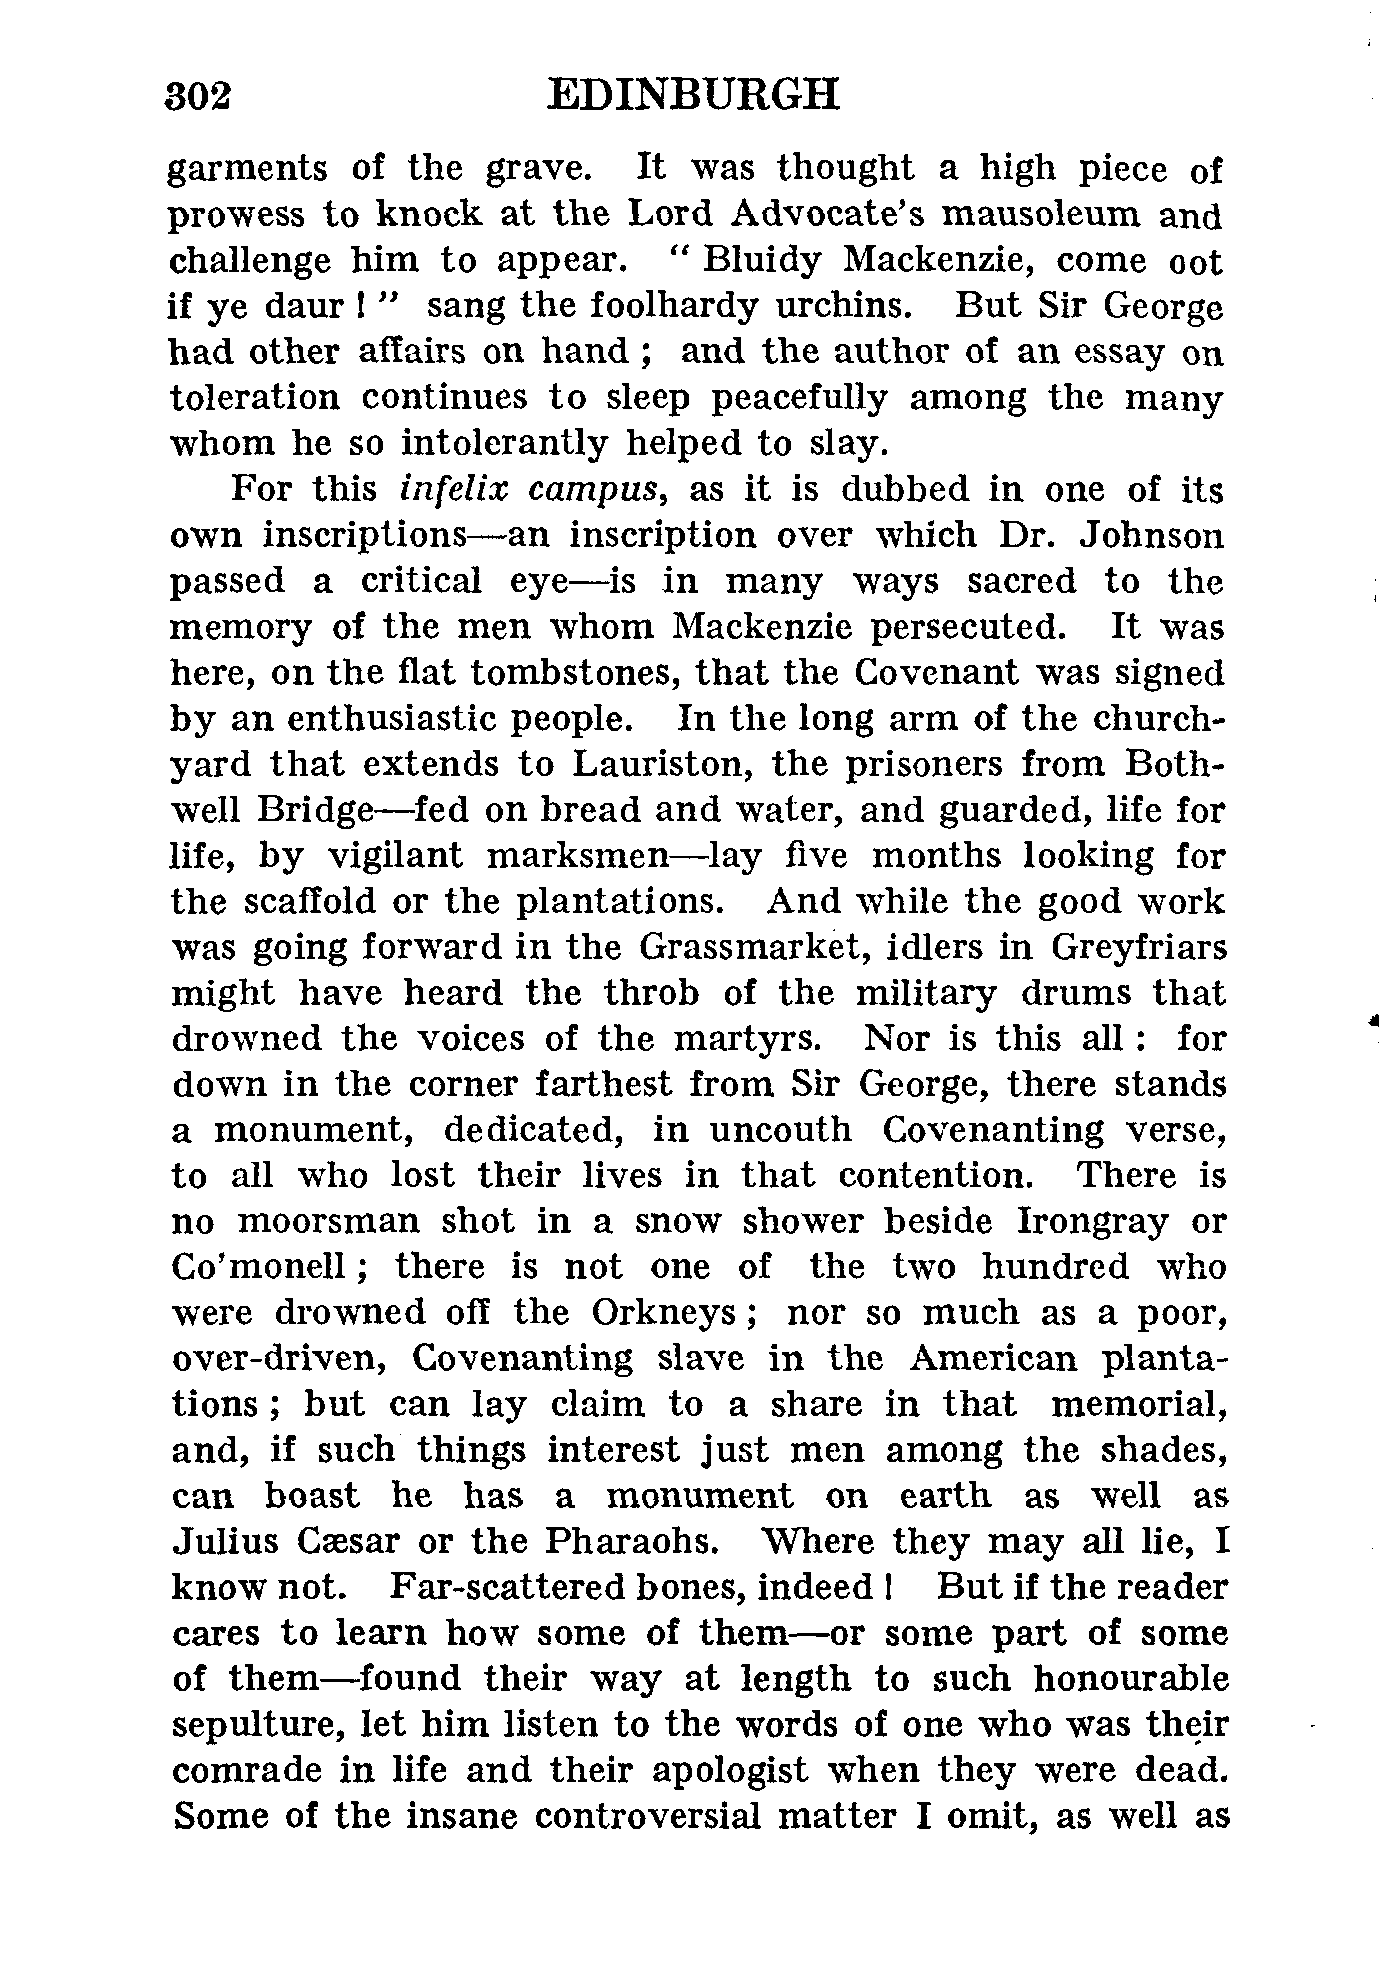 302 EDINBURGH
garments of the grave. It was thought a high piece of
prowess to knock at the Lord Advocate's mausoleum and
challenge him to appear. " Bluidy Mackenzie, come oot
if ye daur ! " sang the foolhardy urchins. But Sir George
had other affairs on hand ; and the author of an essay on
toleration continues to sleep peacefully among the many
whom he so intolerantly helped to slay.
For this infelix campus, as it is dubbed in one of its
own inscriptions—an inscription over which Dr. Johnson
passed a critical eye—is in many ways sacred to the
memory of the men whom Mackenzie persecuted. It was
here, on the flat tombstones, that the Covenant was signed
by an enthusiastic people. In the long arm of the church-
yard that extends to Lauriston, the prisoners from Both-
well Bridge—fed on bread and water, and guarded, life for
life, by vigilant marksmen—lay five months looking for
the scaffold or the plantations. And while the good work
was going forward in the Grassmarket, idlers in Greyfriars
might have heard the throb of the military drums that
drowned the voices of the martyrs. Nor is this all : for
down in the corner farthest from Sir George, there stands
a monument, dedicated, in uncouth Covenanting verse,
to all who lost their lives in that contention. There is
no moorsman shot in a snow shower beside Irongray or
Co'monell ; there is not one of the two hundred who
were drowned off the Orkneys ; nor so much as a poor,
over-driven, Covenanting slave in the American planta-
tions ; but can lay claim to a share in that memorial,
and, if such things interest just men among the shades,
can boast he has a monument on earth as well as
Julius Cæsar or the Pharaohs. Where they may all lie, I
know not. Far-scattered bones, indeed ! But if the reader
cares to learn how some of them—or some part of some
of them—found their way at length to such honourable
sepulture, let him listen to the words of one who was their
comrade in life and their apologist when they were dead.
Some of the insane controversial matter I omit, as well as